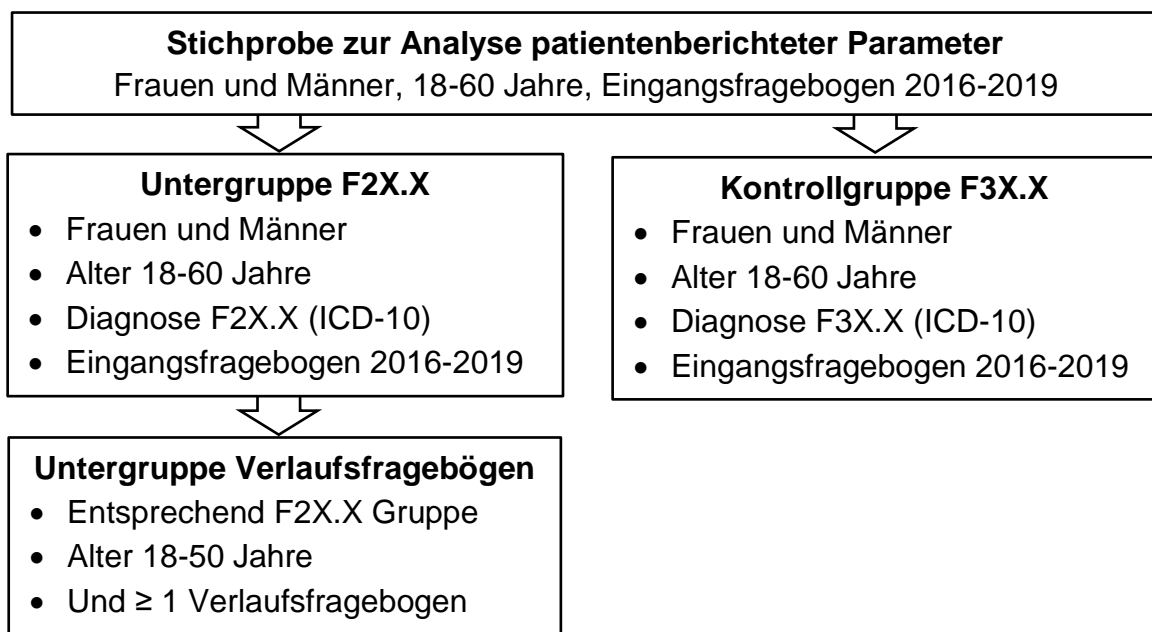 Stichprobe zur Analyse patientenberichteter Parameter
Frauen und Männer, 18-60 Jahre, Eingangsfragebogen 2016-2019
Untergruppe F2X.X
• Frauen und Männer
• Alter 18-60 Jahre
• Diagnose F2X.X (ICD-10)
• Eingangsfragebogen 2016-2019
Kontrollgruppe F3X.X
• Frauen und Männer
• Alter 18-60 Jahre
• Diagnose F3X.X (ICD-10)
• Eingangsfragebogen 2016-2019
Untergruppe Verlaufsfragebögen
• Entsprechend F2X.X Gruppe
• Alter 18-50 Jahre
• Und ≥ 1 Verlaufsfragebogen